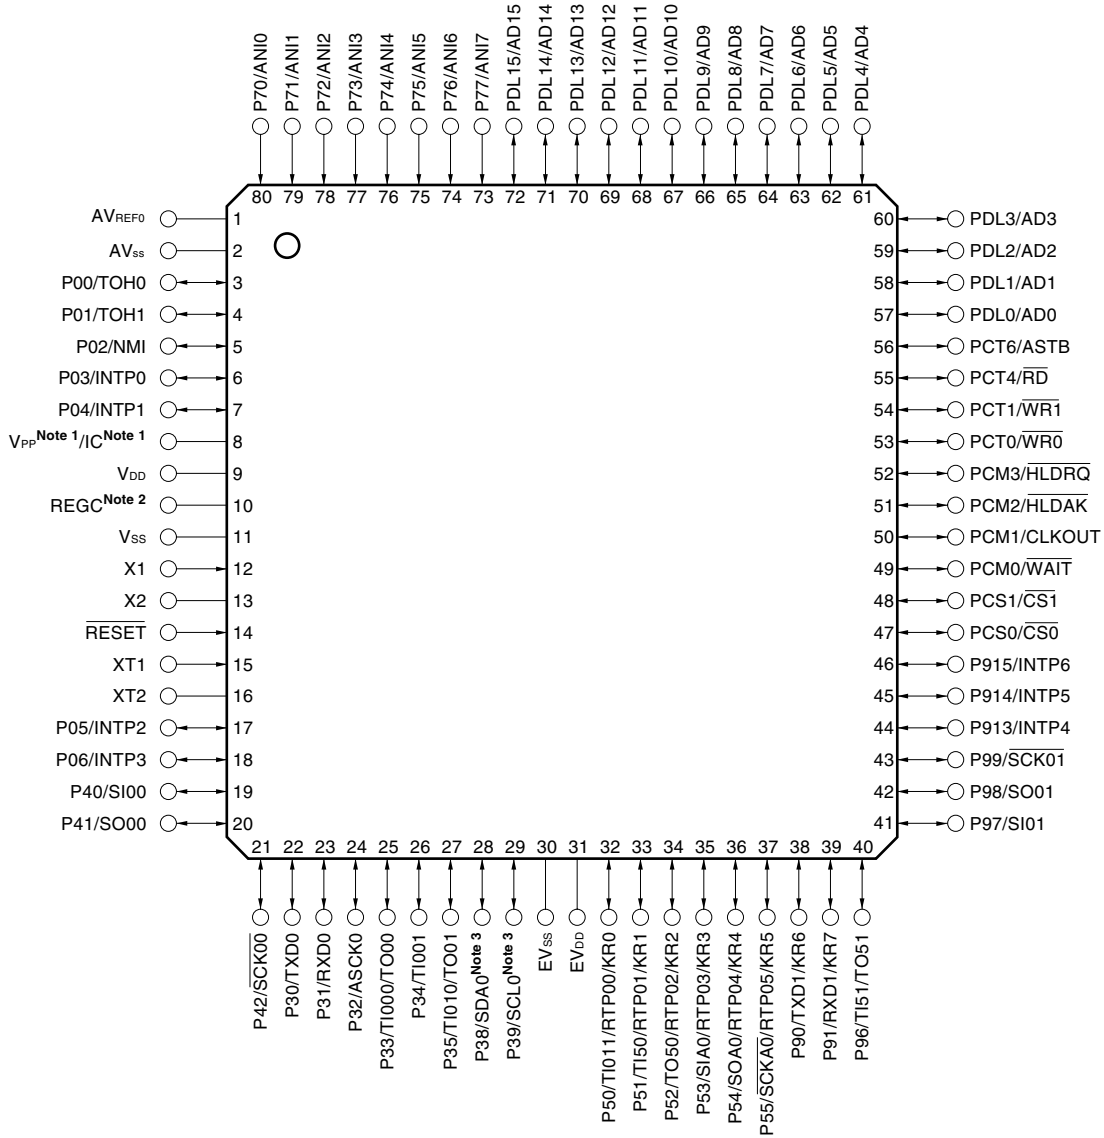 P70/ANI0
P71/ANI1
P72/ANI2
P73/ANI3
P74/ANI4
P75/ANI5
P76/ANI6
P77/ANI7
PDL15/AD15
PDL14/AD14
PDL13/AD13
PDL12/AD12
PDL11/AD11
PDL10/AD10
PDL9/AD9
PDL8/AD8
PDL7/AD7
PDL6/AD6
PDL5/AD5
PDL4/AD4
80 79 78 77 76 75 74 73 72 71 70 69 68 67 66 65 64 63 62 61
AVREF0 1
AVss 2
P00/TOH0 3
P01/TOH1 4
P02/NMI 5
P03/INTP0 6
P04/INTP1 7
VPP Note 1/IC Note 1 8
VDD 9
REGC Note 2 10
VSS 11
X1 12
X2 13
RESET 14
XT1 15
XT2 16
P05/INTP2 17
P06/INTP3 18
P40/SI00 19
P41/SO00 20
60 PDL3/AD3
59 PDL2/AD2
58 PDL1/AD1
57 PDL0/AD0
56 PCT6/ASTB
55 PCT4/RD
54 PCT1/WR1
53 PCT0/WR0
52 PCM3/HLDRQ
51 PCM2/HLDAK
50 PCM1/CLKOUT
49 PCM0/WAIT
48 PCS1/CS1
47 PCS0/CS0
46 P915/INTP6
45 P914/INTP5
44 P913/INTP4
43 P99/SCK01
42 P98/SO01
41 P97/SI01
21 22 23 24 25 26 27 28 29 30 31 32 33 34 35 36 37 38 39 40
P42/SCK00
P30/TXD0
P31/RXD0
P32/ASCK0
P33/TI000/TO00
P34/TI001
P35/TI010/TO01
P38/SDA0 Note 3
P39/SCL0 Note 3
EVSS
EVDD
P50/TI011/RTP00/KR0
P51/TI50/RTP01/KR1
P52/TO50/RTP02/KR2
P53/SIA0/RTP03/KR3
P54/SOA0/RTP04/KR4
P55/SCKA0/RTP05/KR5
P90/TXD1/KR6
P91/RXD1/KR7
P96/TI51/TO51